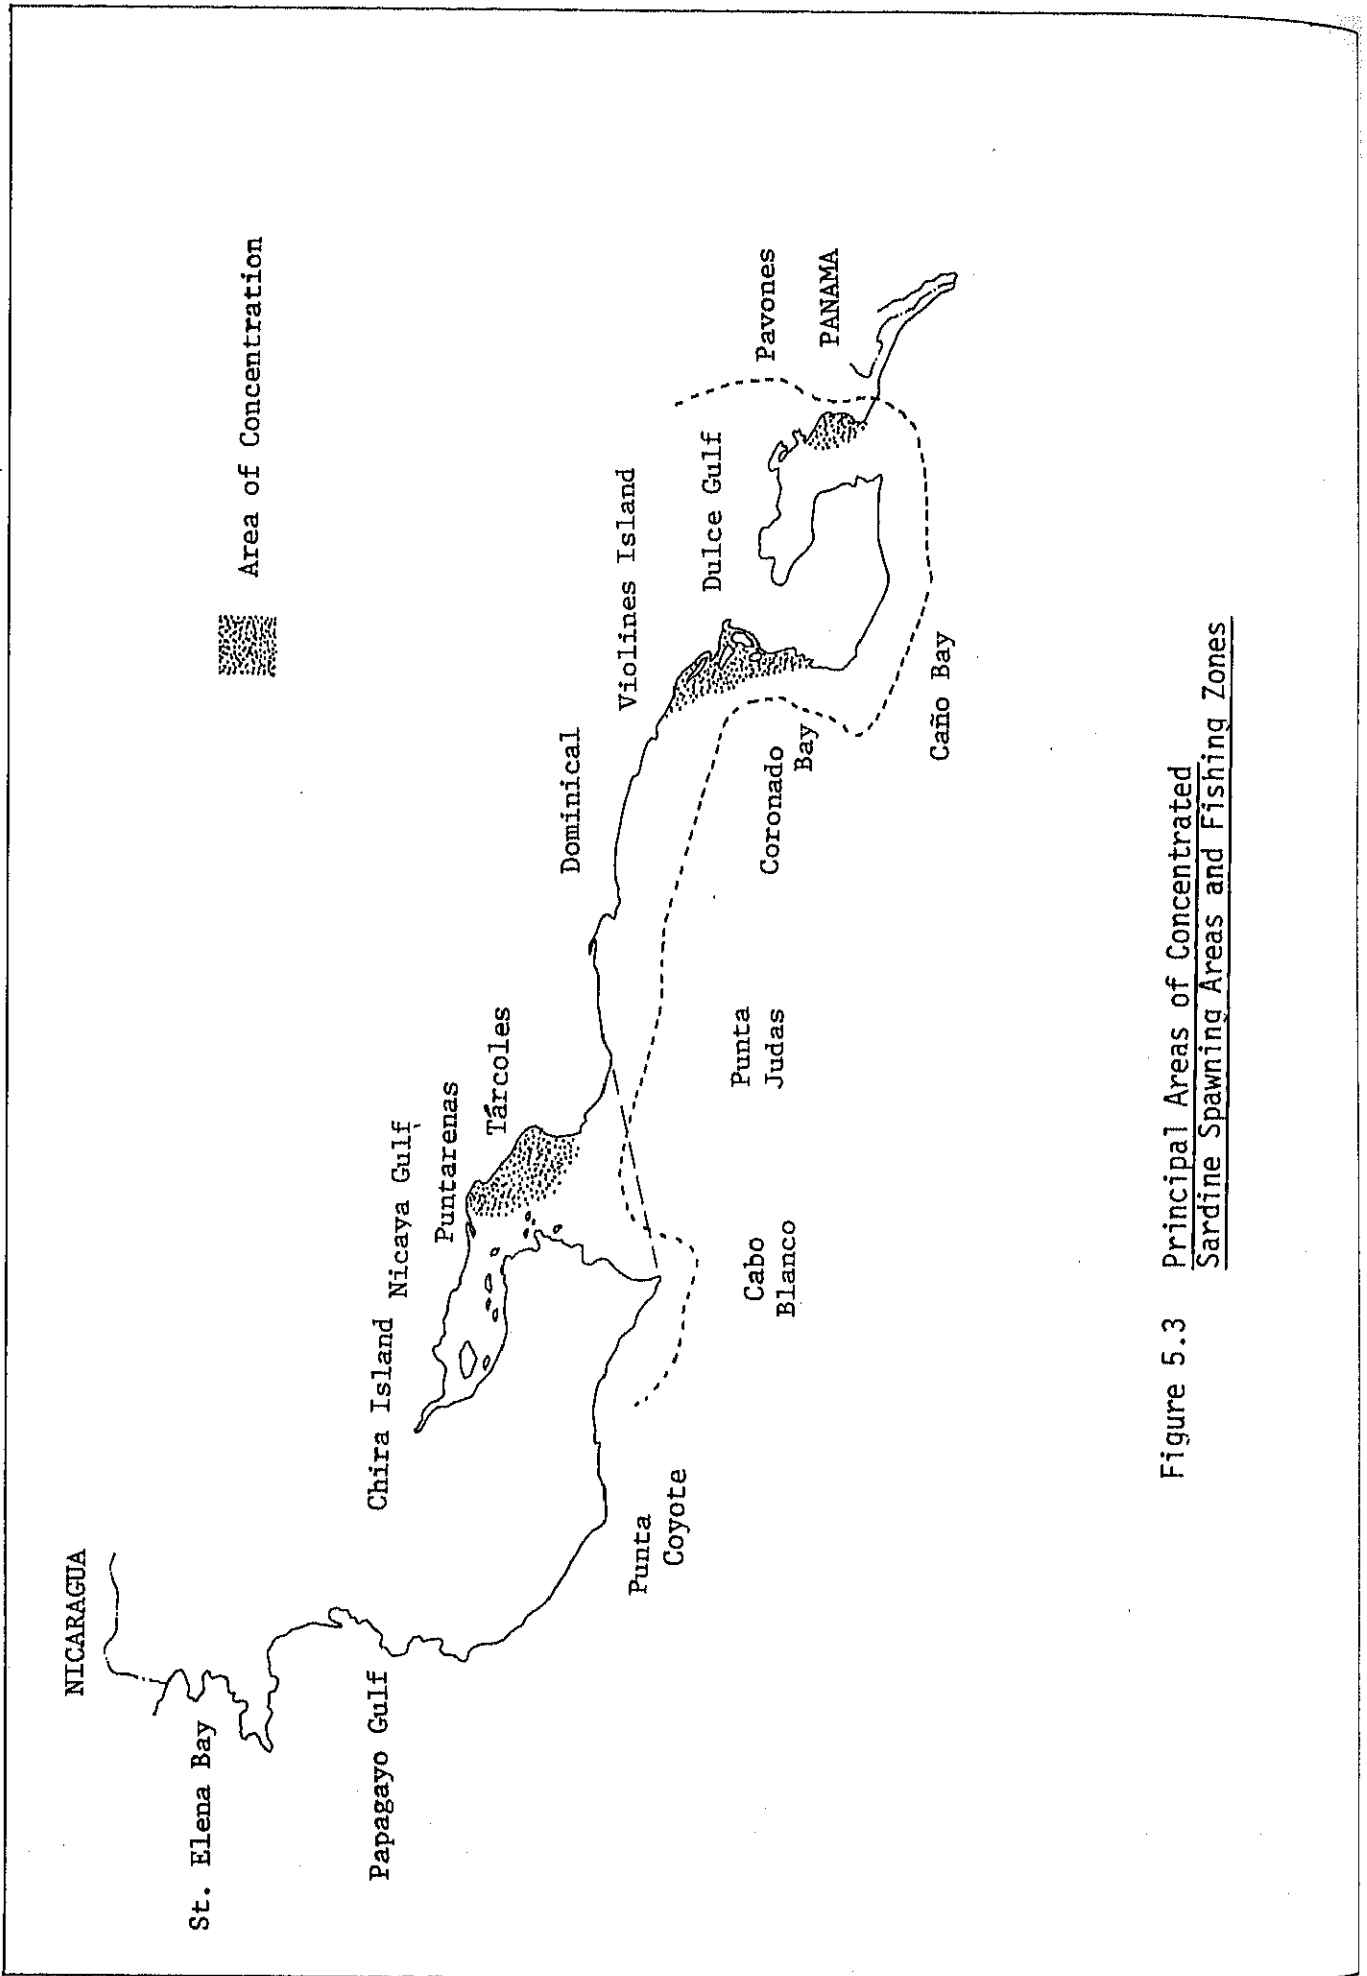 NICARAGUA
St. Elena Bay
Papagayo Gulf
Area of Concentration
Chira Island
Nicaya Gulf
Puntarenas
Tárcoles
Dominical
Violines Island
Dulce Gulf
Pavones
PANAMA
Punta
Coyote
Cabo
Blanco
Punta
Judas
Coronado
Bay
Caño Bay
Figure 5.3 Principal Areas of Concentrated
Sardine Spawning Areas and Fishing Zones